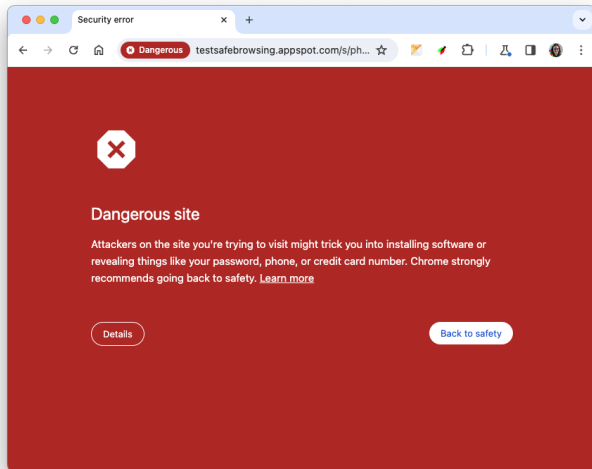 Security error
Dangerous testsafebrowsing.appspot.com/s/ph...
Dangerous site
Attackers on the site you're trying to visit might trick you into installing software or
revealing things like your password, phone, or credit card number. Chrome strongly
recommends going back to safety. Learn more
Details Back to safety